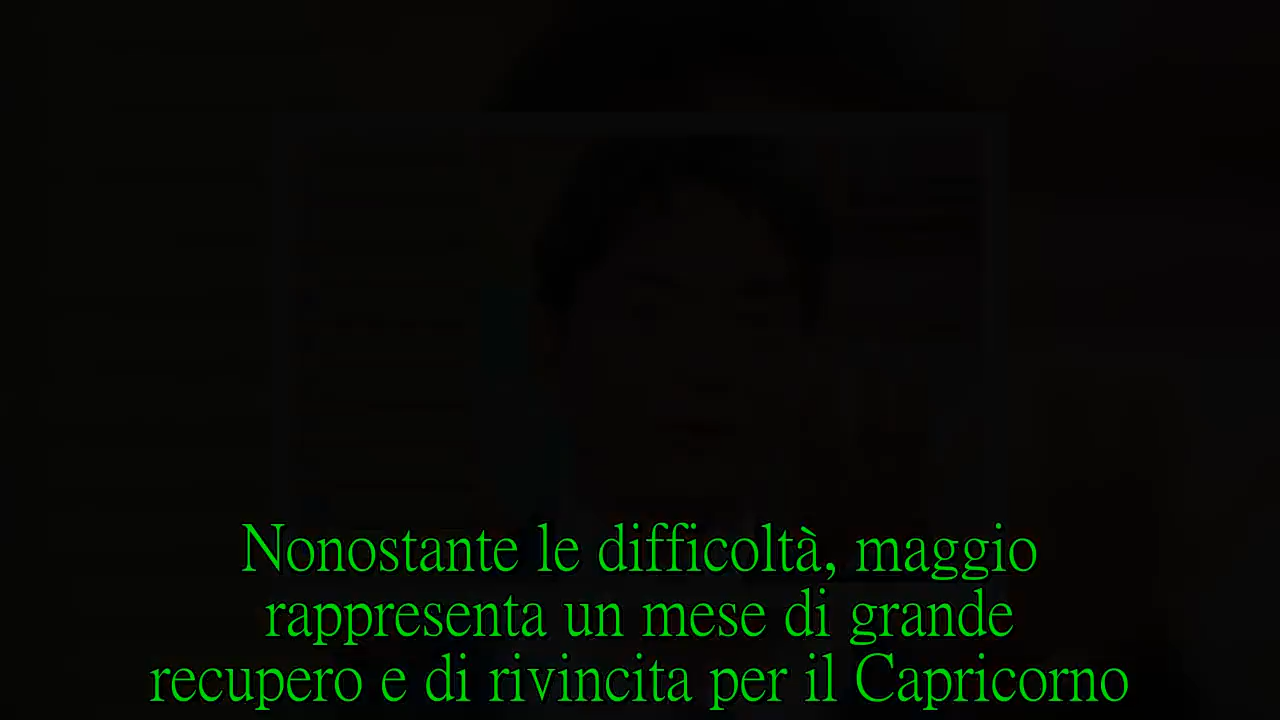 Nonostante le difficoltà, maggio
rappresenta un mese di grande
recupero e di rivincita per il Capricorno